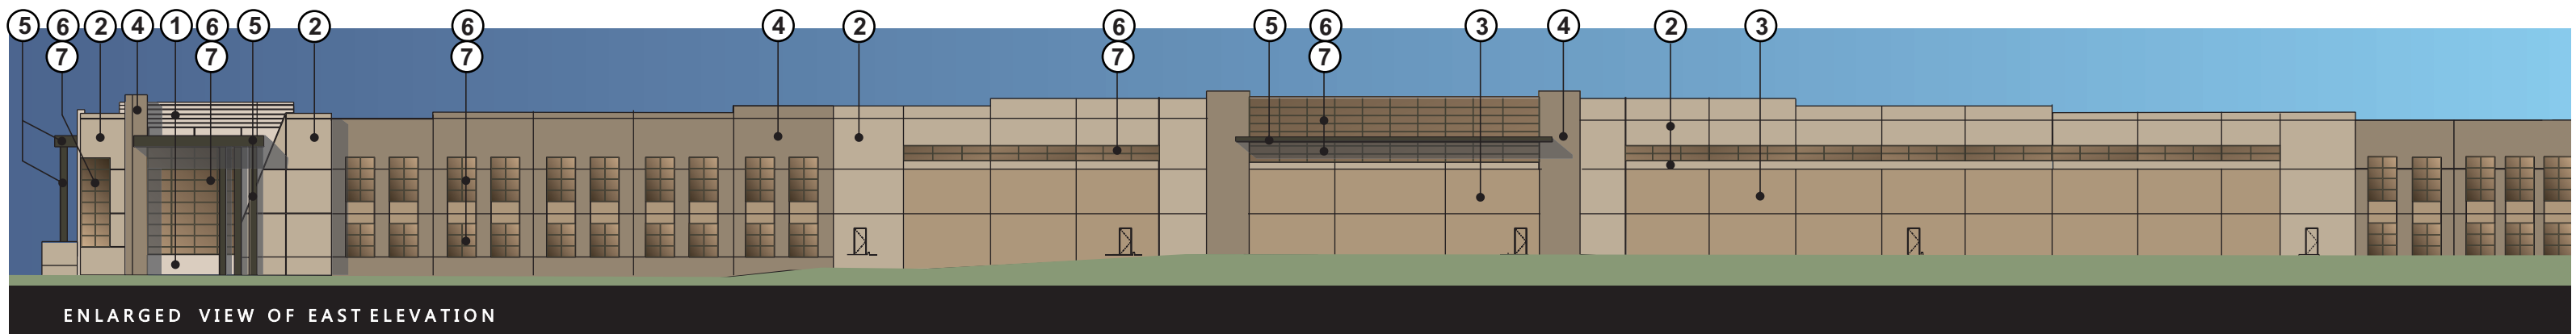 5 6 2 4 1 6 5 2 6 4 2 6 5 6 3 4 2 3
7 7 7 7 7
ENLARGED VIEW OF EAST ELEVATION